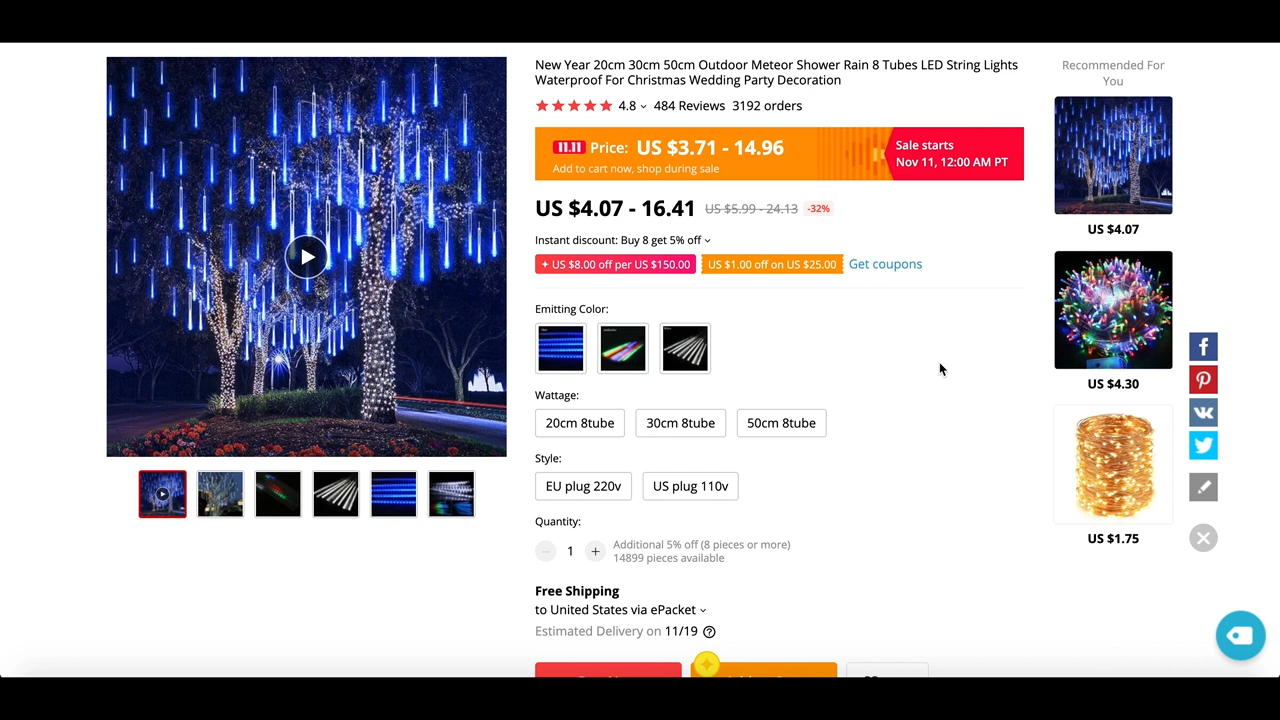 New Year 20cm 30cm 50cm Outdoor Meteor Shower Rain 8 Tubes LED String Lights
Waterproof For Christmas Wedding Party Decoration
4.8 484 Reviews 3192 orders
11.11 Price: US $3.71 - 14.96
Add to cart now, shop during sale
Sale starts
Nov 11, 12:00 AM PT
US $4.07 - 16.41 US $5.99 - 24.13 -32%
Instant discount: Buy 8 get 5% off
+ US $8.00 off per US $150.00 US $1.00 off on US $25.00 Get coupons
Emitting Color:
Wattage:
20cm 8tube 30cm 8tube 50cm 8tube
Style:
EU plug 220v US plug 110v
Quantity:
1 + Additional 5% off (8 pieces or more)
14899 pieces available
Free Shipping
to United States via ePacket
Estimated Delivery on 11/19 ?
Recommended For
You
US $4.07
US $4.30
US $1.75